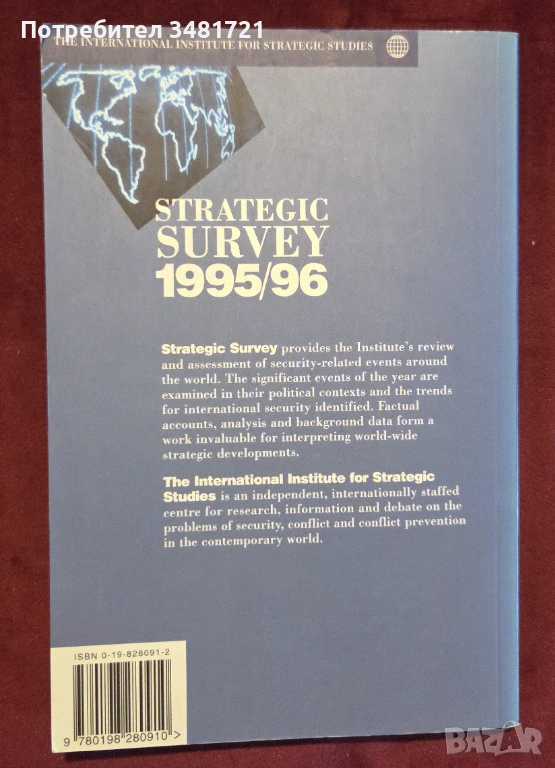 Потребител 3481721
THE INTERNATIONAL INSTITUTE FOR STRATEGIC STUDIES
STRATEGIC
SURVEY
1995/96
Strategic Survey provides the Institute's review
and assessment of security-related events around
the world. The significant events of the year are
examined in their political contexts and the trends
for international security identified. Factual
accounts, analysis and background data form a
work invaluable for interpreting world-wide
strategic developments.
The International Institute for Strategic
Studies is an independent, internationally staffed
centre for research, information and debate on the
problems of security, conflict and conflict prevention
in the contemporary world.
ISBN 0-19-828091-2
9 780198 280910 >
BAZAR